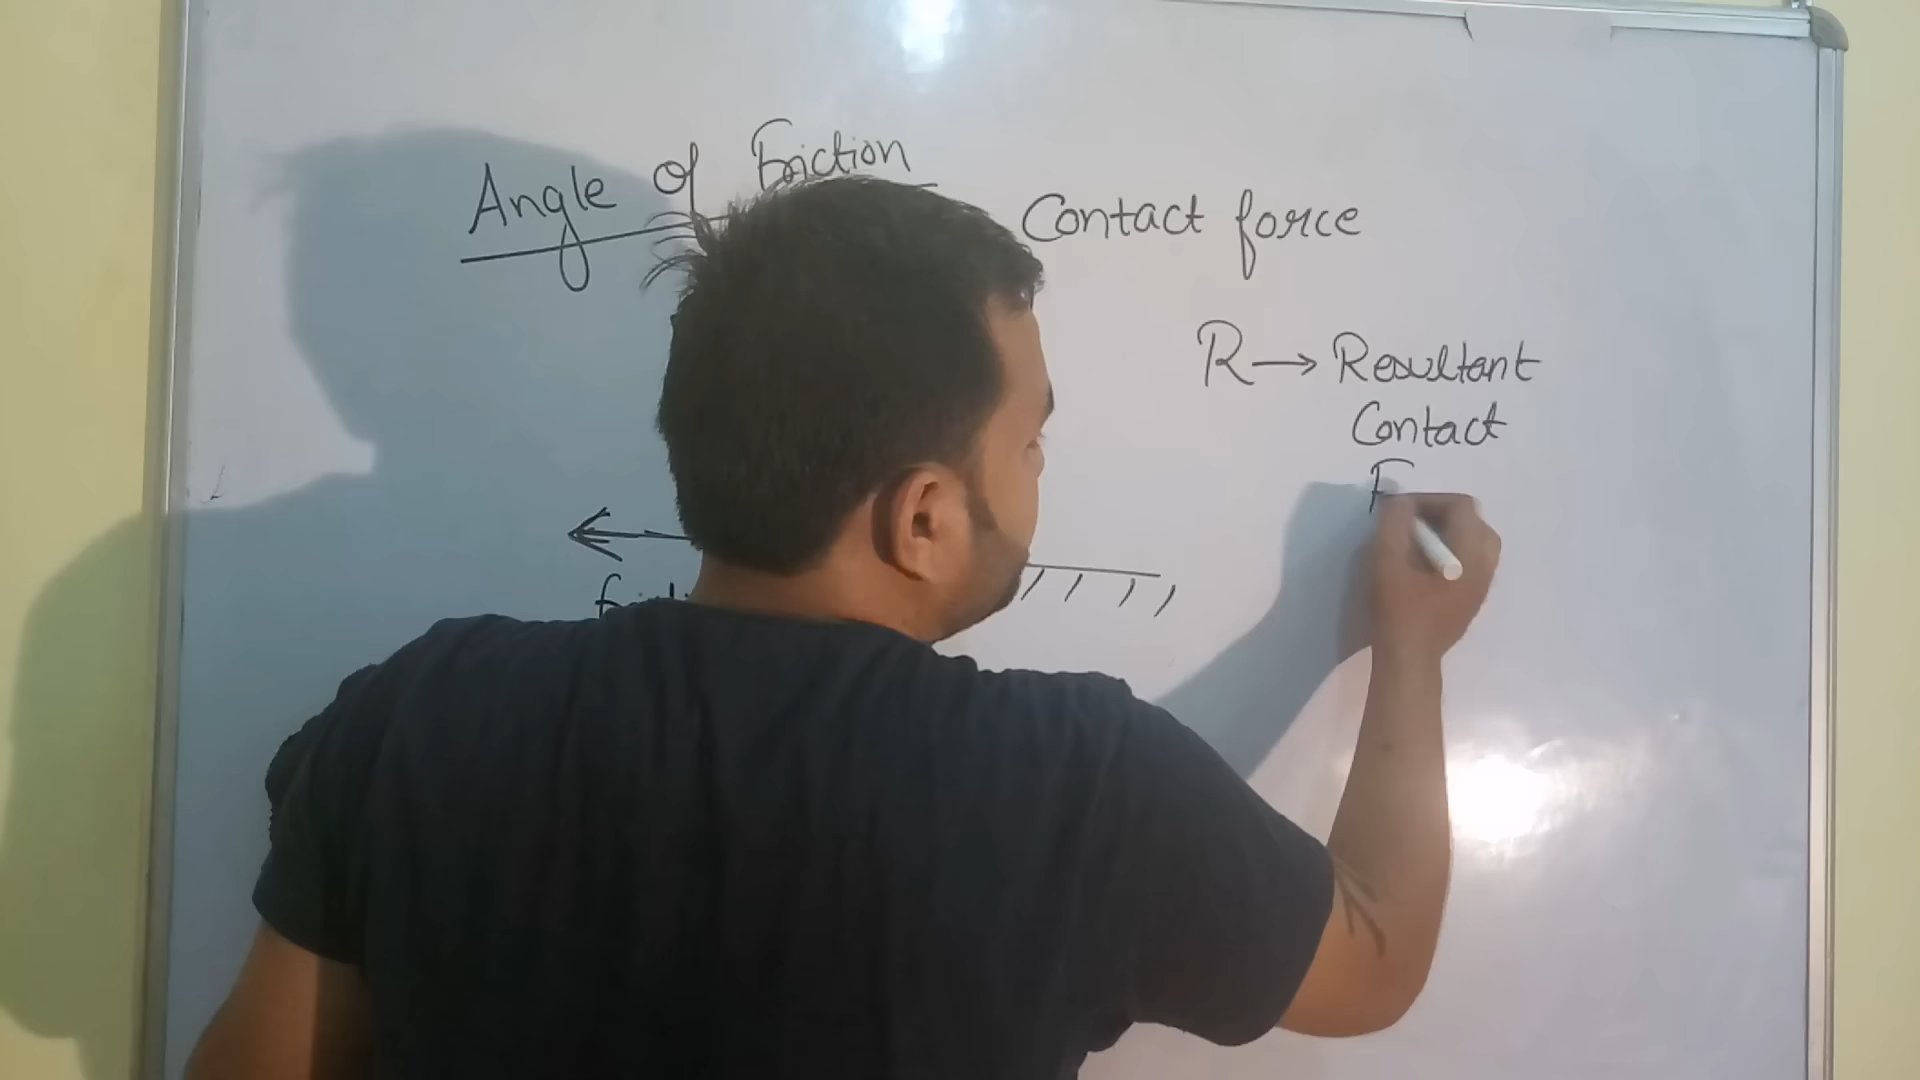 Angle of Friction
Contact force
R → Resultant
Contact
F